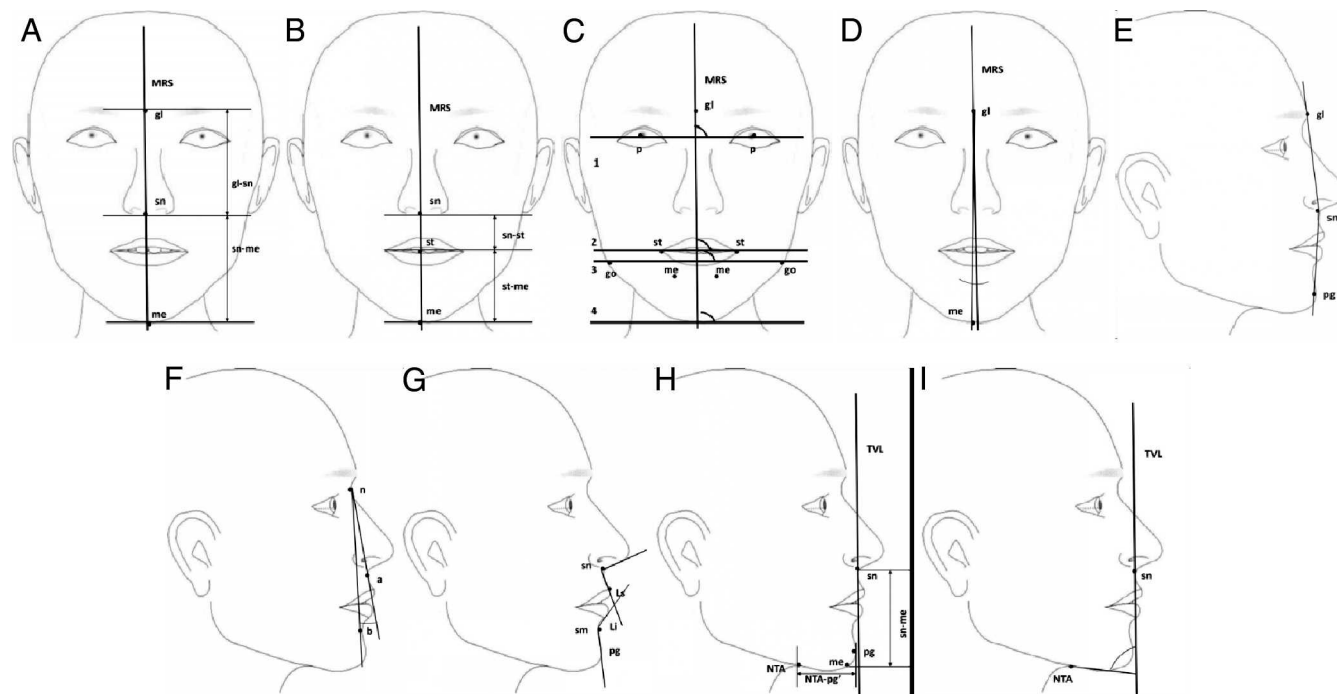 A
MRS
gl
gl-sn
sn
sn-me
me
B
MRS
sn
sn-st
st
st-me
me
C
MRS
gl
p p
1
2 st st
3 go me me go
4
D
MRS
gl
me
E
gl
sn
pg
F
n
a
b
G
sn
Ls
sm Li
pg
H
TVL
sn
sn-me
pg
NTA me
NTA-pg'
I
TVL
sn
NTA